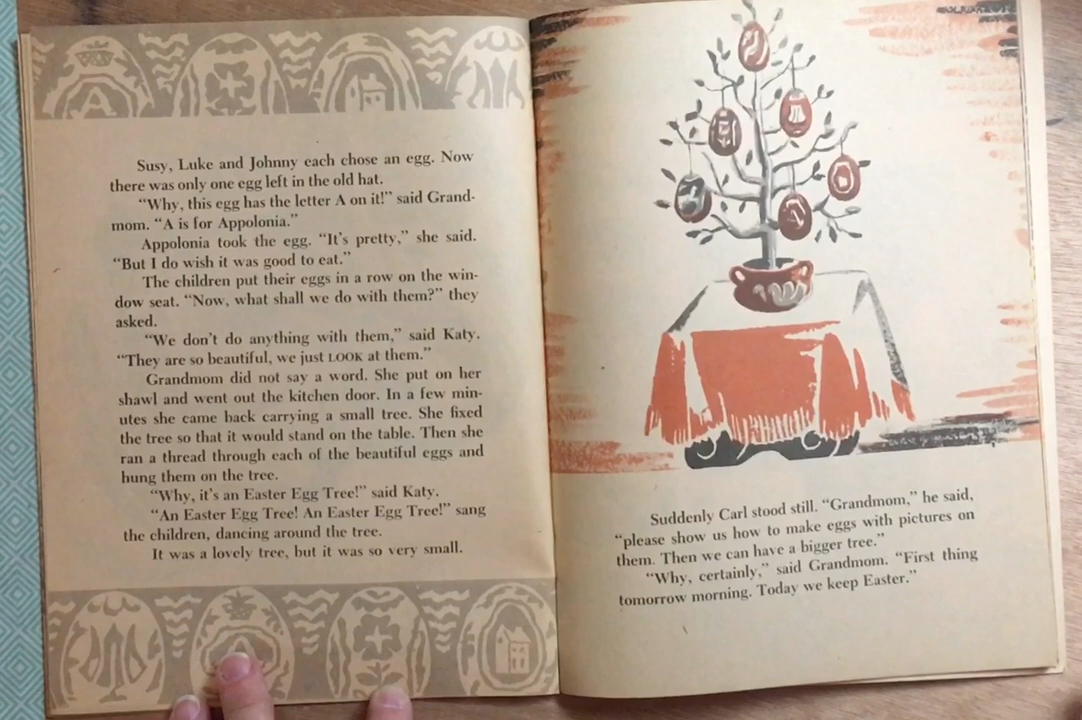 A
Susy, Luke and Johnny each chose an egg. Now
there was only one egg left in the old hat.
“Why, this egg has the letter A on it!” said Grand-
mom. “A is for Appolonia.”
Appolonia took the egg. “It's pretty,” she said.
“But I do wish it was good to eat.”
The children put their eggs in a row on the win-
dow seat. “Now, what shall we do with them?” they
asked.
“We don't do anything with them,” said Katy.
“They are so beautiful, we just LOOK at them.”
Grandmom did not say a word. She put on her
shawl and went out the kitchen door. In a few min-
utes she came back carrying a small tree. She fixed
the tree so that it would stand on the table. Then she
ran a thread through each of the beautiful eggs and
hung them on the tree.
“Why, it's an Easter Egg Tree!” said Katy.
“An Easter Egg Tree! An Easter Egg Tree!” sang
the children, dancing around the tree.
It was a lovely tree, but it was so very small.
Suddenly Carl stood still. “Grandmom,” he said,
“please show us how to make eggs with pictures on
them. Then we can have a bigger tree.”
“Why, certainly,” said Grandmom. “First thing
tomorrow morning. Today we keep Easter.”